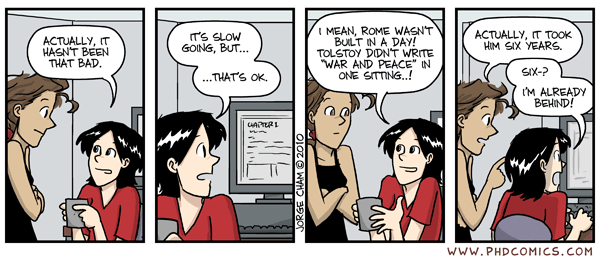 ACTUALLY, IT
HASN'T BEEN
THAT BAD.
IT'S SLOW
GOING, BUT...
...THAT'S OK.
CHAPTER 1
JORGE CHAM © 2010
I MEAN, ROME WASN'T
BUILT IN A DAY!
TOLSTOY DIDN'T WRITE
"WAR AND PEACE" IN
ONE SITTING..!
ACTUALLY, IT TOOK
HIM SIX YEARS.
SIX-?
I'M ALREADY
BEHIND!
WWW.PHDCOMICS.COM